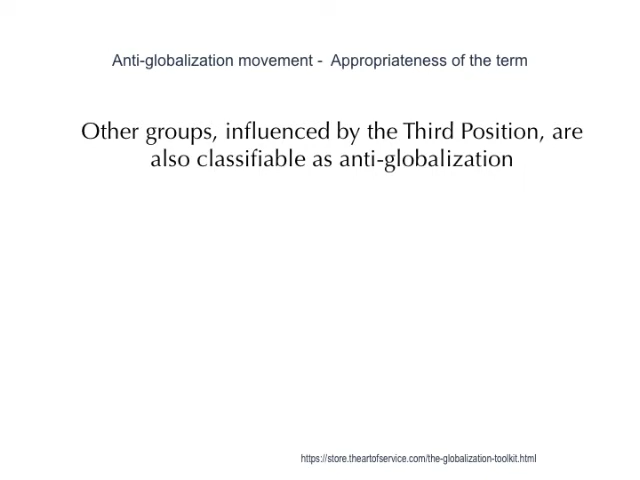 Anti-globalization movement - Appropriateness of the term
Other groups, influenced by the Third Position, are
also classifiable as anti-globalization
https://store.theartofservice.com/the-globalization-toolkit.html